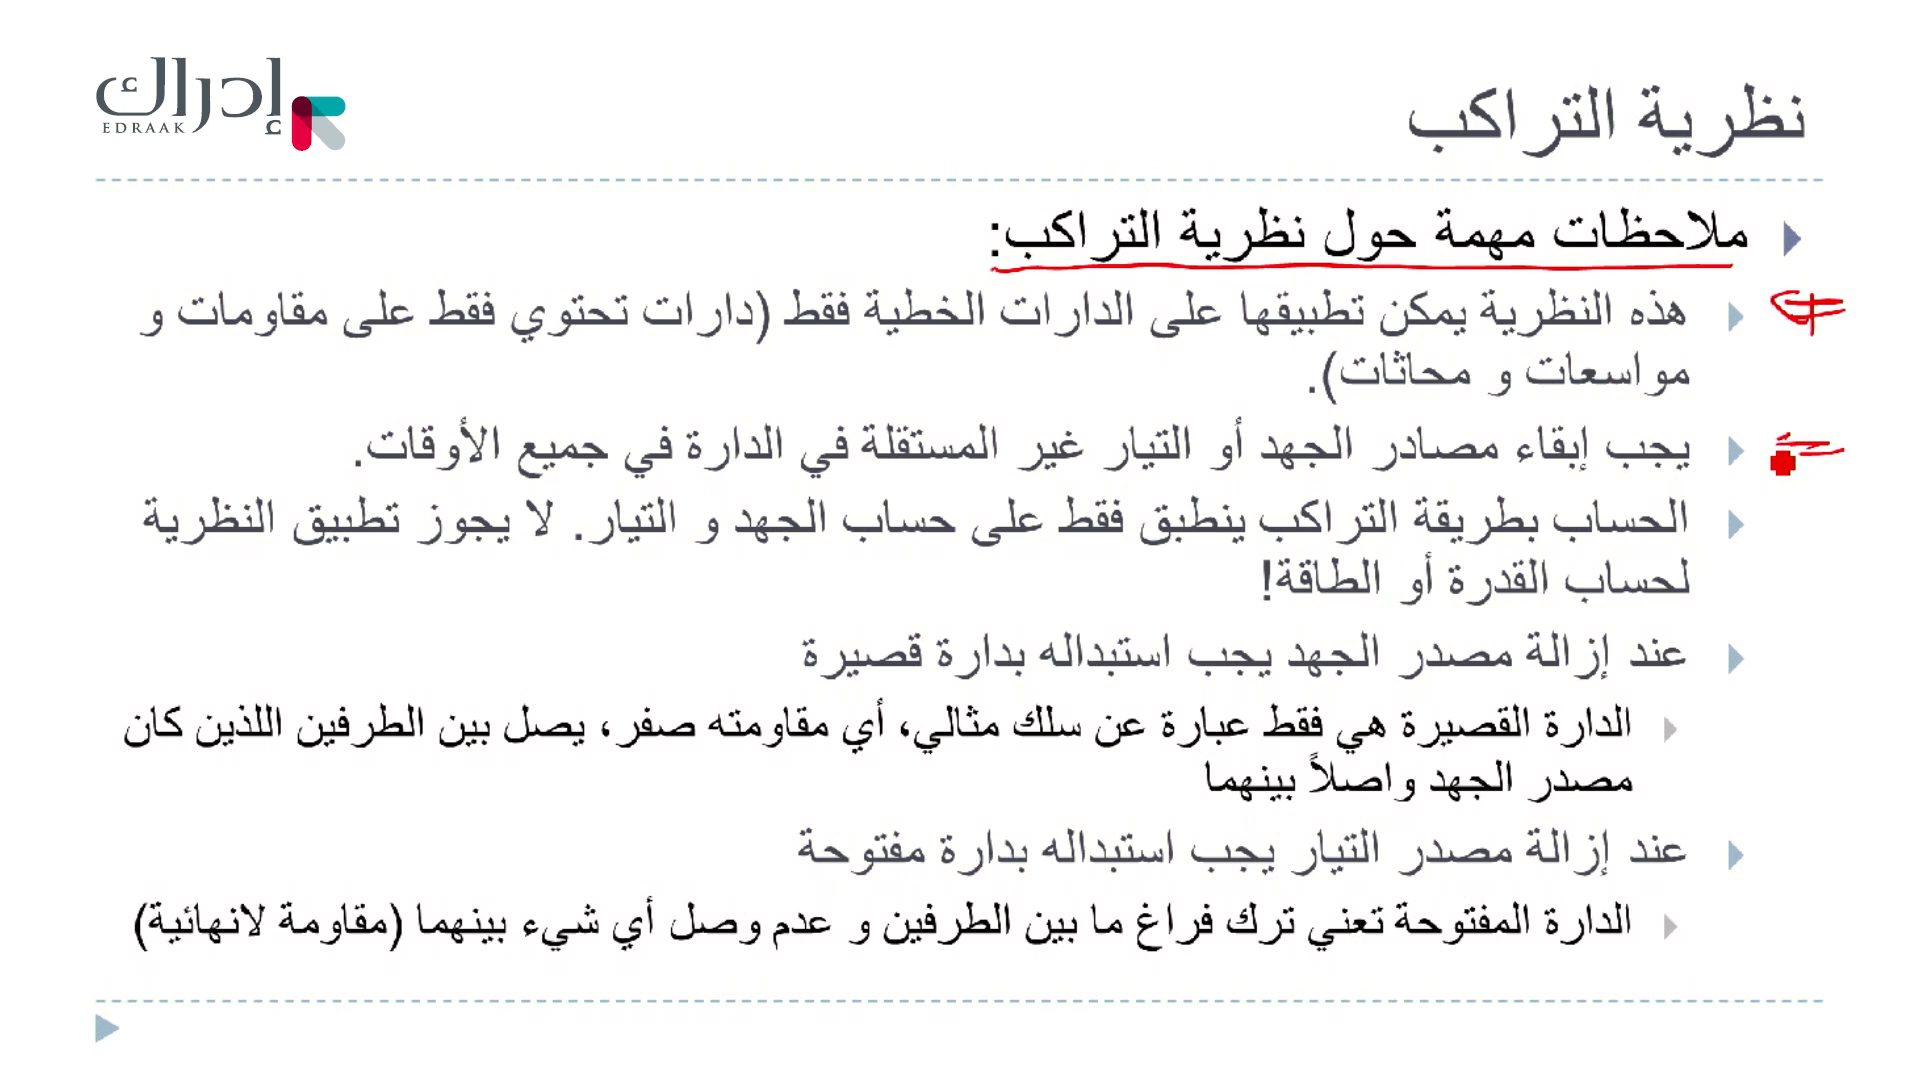 إدراك
EDRAAK
نظرية التراكب
ملاحظات مهمة حول نظرية التراكب:
هذه النظرية يمكن تطبيقها على الدارات الخطية فقط (دارات تحتوي فقط على مقاومات و
مواسعات و محاثات).
يجب إبقاء مصادر الجهد أو التيار غير المستقلة في الدارة في جميع الأوقات.
الحساب بطريقة التراكب ينطبق فقط على حساب الجهد و التيار. لا يجوز تطبيق النظرية
لحساب القدرة أو الطاقة!
عند إزالة مصدر الجهد يجب استبداله بدارة قصيرة
الدارة القصيرة هي فقط عبارة عن سلك مثالي، أي مقاومته صفر، يصل بين الطرفين اللذين كان
مصدر الجهد واصلاً بينهما
عند إزالة مصدر التيار يجب استبداله بدارة مفتوحة
الدارة المفتوحة تعني ترك فراغ ما بين الطرفين و عدم وصل أي شيء بينهما (مقاومة لانهائية)